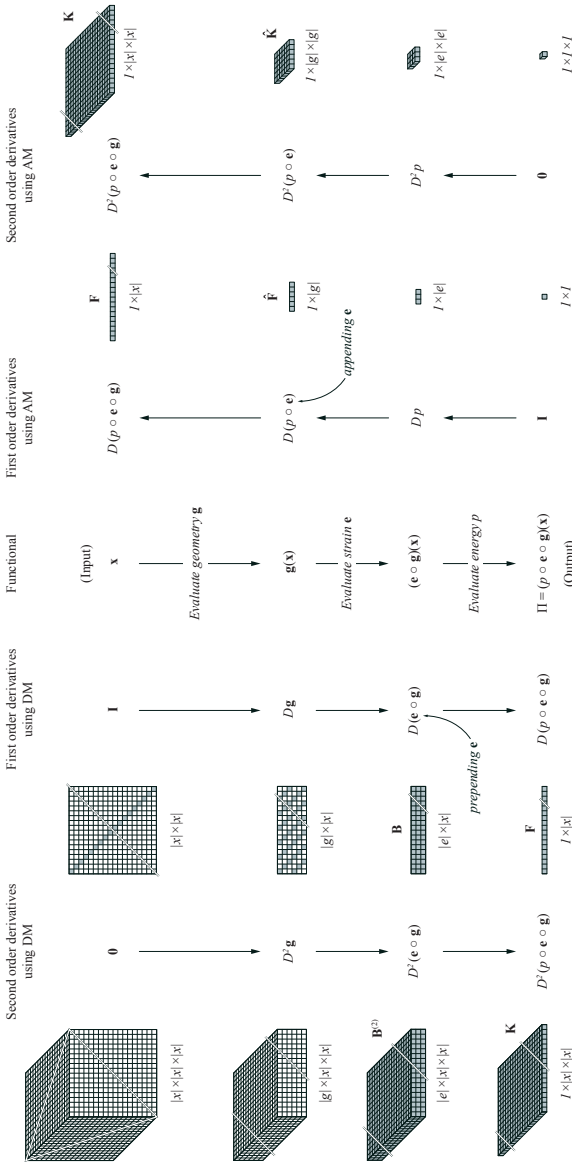 Second order derivatives
using DM
|x|×|x|×|x|
0
|g|×|x|×|x|
D²g
B⁽²⁾
|e|×|x|×|x|
D²(e ∘ g)
K
1×|x|×|x|
D²(p ∘ e ∘ g)
First order derivatives
using DM
|x|×|x|
I
|g|×|x|
Dg
B
|e|×|x|
D(e ∘ g)
prepending e
F
1×|x|
D(p ∘ e ∘ g)
Functional
(Input)
x
Evaluate geometry g
g(x)
Evaluate strain e
(e ∘ g)(x)
Evaluate energy p
Π = (p ∘ e ∘ g)(x)
(Output)
First order derivatives
using AM
D(p ∘ e ∘ g)
F
1×|x|
D(p ∘ e)
appending e
F̂
1×|g|
Dp
1×|e|
I
1×1
Second order derivatives
using AM
D²(p ∘ e ∘ g)
K
1×|x|×|x|
D²(p ∘ e)
K̂
1×|g|×|g|
D²p
1×|e|×|e|
0
1×1×1